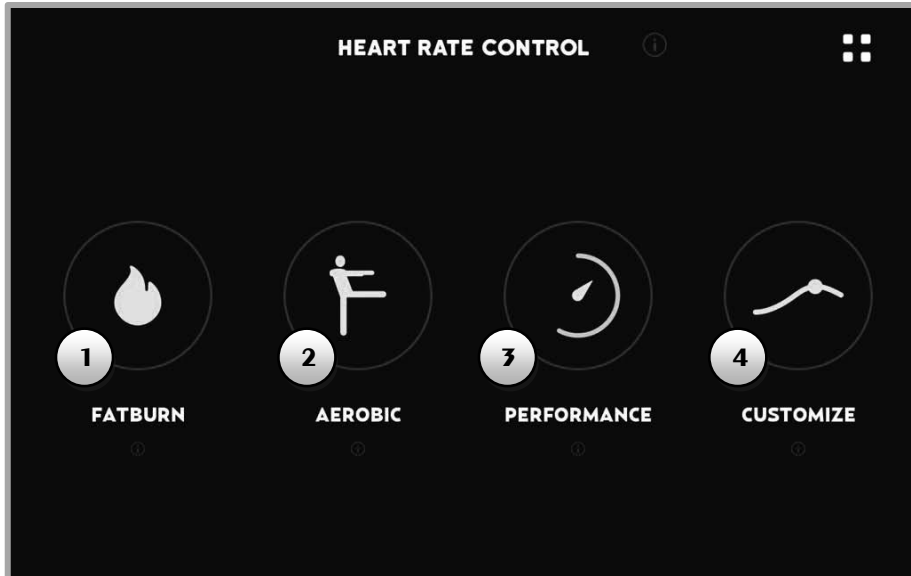 HEART RATE CONTROL
1 2 3 4
FATBURN AEROBIC PERFORMANCE CUSTOMIZE